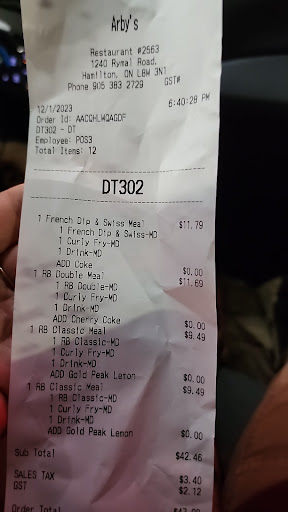 Arby's
Restaurant #2563
1240 Rymal Road,
Hamilton, ON L8W 3N1
Phone 905 383 2729 GST#
12/1/2023 6:40:28 PM
Order Id: AACQHLWQAGDF
DT302 - DT
Employee: POS3
Total Items: 12
DT302
1 French Dip & Swiss Meal $11.79
1 French Dip & Swiss-MD
1 Curly Fry-MD
1 Drink-MD
ADD Coke $0.00
1 RB Double Meal $11.69
1 RB Double-MD
1 Curly Fry-MD
1 Drink-MD
ADD Cherry Coke $0.00
1 RB Classic Meal $9.49
1 RB Classic-MD
1 Curly Fry-MD
1 Drink-MD
ADD Gold Peak Lemon $0.00
1 RB Classic Meal $9.49
1 RB Classic-MD
1 Curly Fry-MD
1 Drink-MD
ADD Gold Peak Lemon $0.00
Sub Total $42.46
SALES TAX $3.40
GST $2.12
Order Total